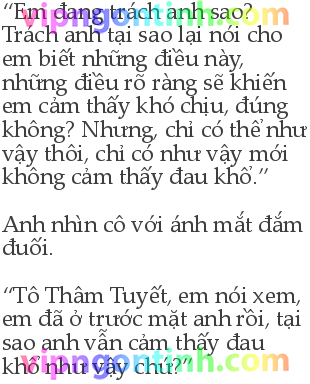 “Em đang trách anh sao?
Trách anh tại sao lại nói cho
em biết những điều này,
những điều rõ ràng sẽ khiến
em cảm thấy khó chịu, đúng
không? Nhưng, chỉ có thể như
vậy thôi, chỉ có như vậy mới
không cảm thấy đau khổ.”
Anh nhìn cô với ánh mắt đắm
đuối.
“Tô Thâm Tuyết, em nói xem,
em đã ở trước mặt anh rồi, tại
sao anh vẫn cảm thấy đau
khổ như vậy chứ?”
vipngontinh.com
vipngontinh.com